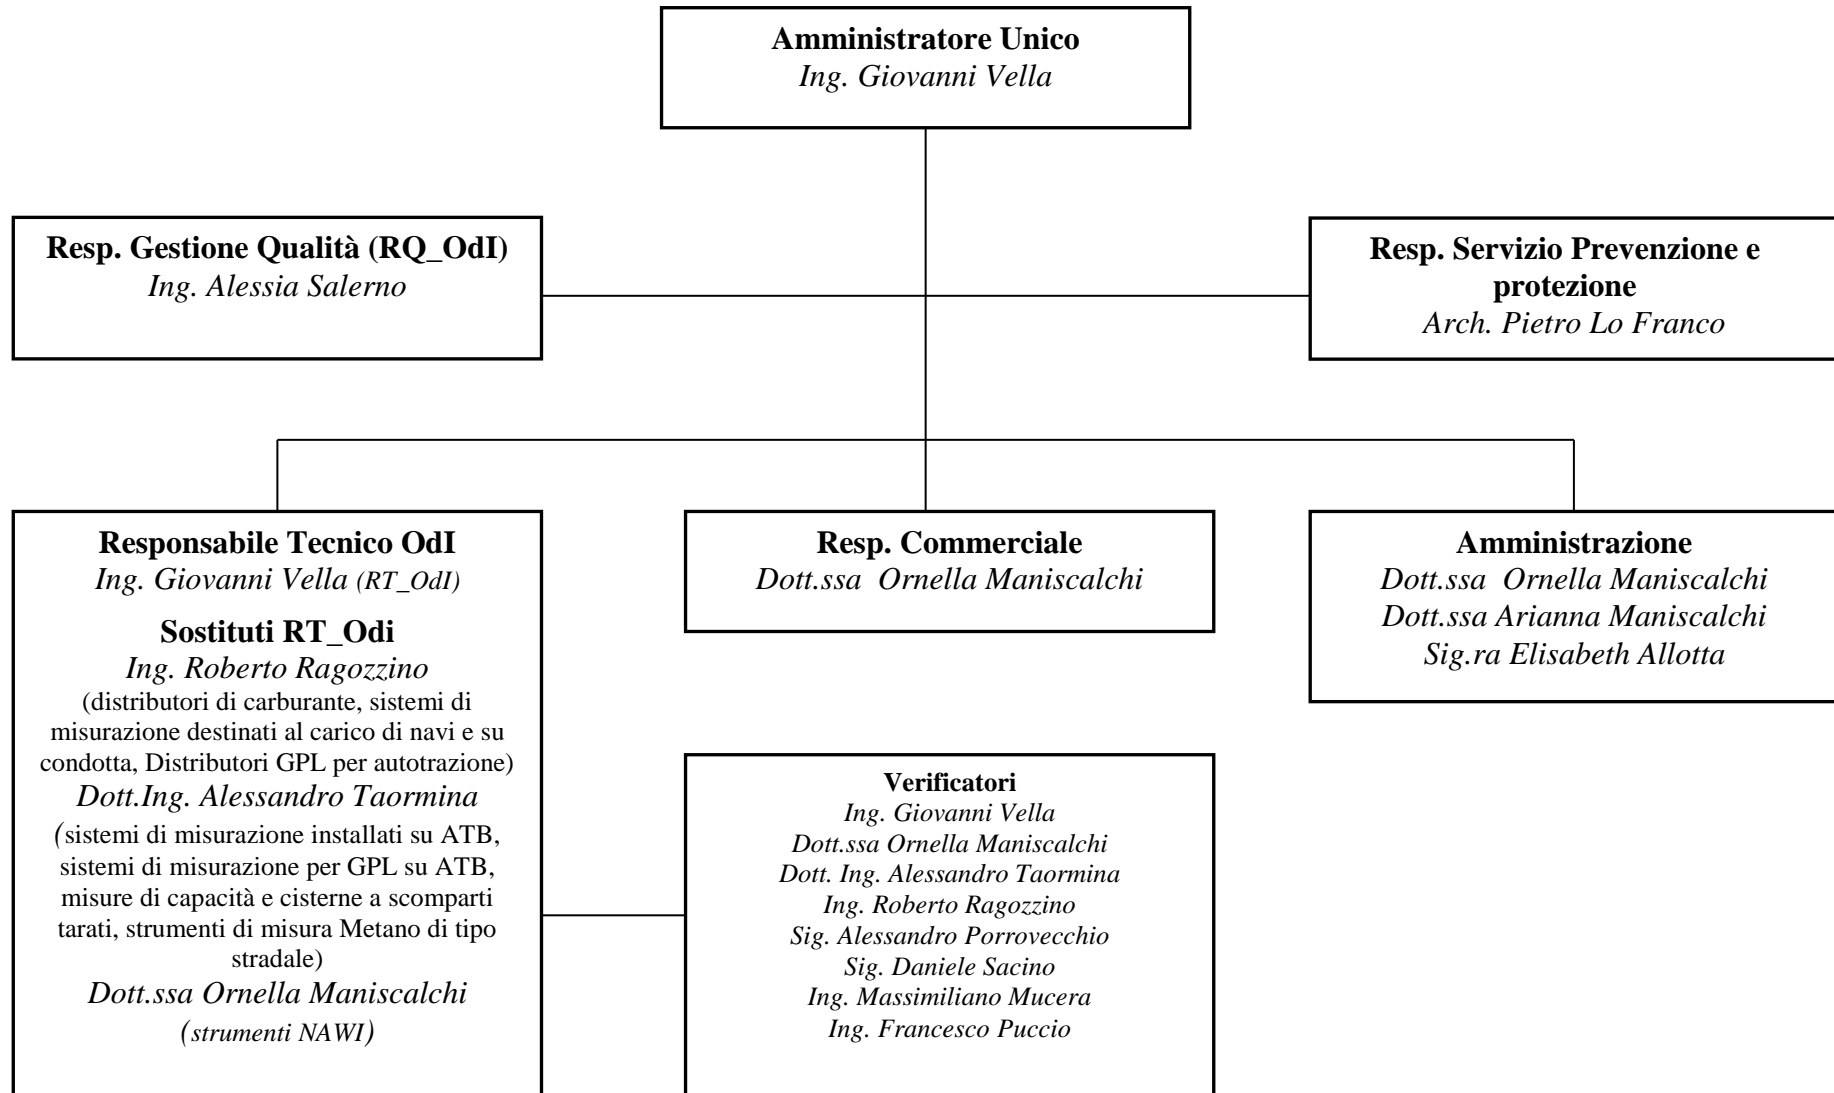 Amministratore Unico
Ing. Giovanni Vella
Resp. Gestione Qualità (RQ_OdI)
Ing. Alessia Salerno
Resp. Servizio Prevenzione e
protezione
Arch. Pietro Lo Franco
Responsabile Tecnico OdI
Ing. Giovanni Vella (RT_OdI)
Sostituti RT_Odi
Ing. Roberto Ragozzino
(distributori di carburante, sistemi di
misurazione destinati al carico di navi e su
condotta, Distributori GPL per autotrazione)
Dott.Ing. Alessandro Taormina
(sistemi di misurazione installati su ATB,
sistemi di misurazione per GPL su ATB,
misure di capacità e cisterne a scomparti
tarati, strumenti di misura Metano di tipo
stradale)
Dott.ssa Ornella Maniscalchi
(strumenti NAWI)
Resp. Commerciale
Dott.ssa Ornella Maniscalchi
Amministrazione
Dott.ssa Ornella Maniscalchi
Dott.ssa Arianna Maniscalchi
Sig.ra Elisabeth Allotta
Verificatori
Ing. Giovanni Vella
Dott.ssa Ornella Maniscalchi
Dott. Ing. Alessandro Taormina
Ing. Roberto Ragozzino
Sig. Alessandro Porrovecchio
Sig. Daniele Sacino
Ing. Massimiliano Mucera
Ing. Francesco Puccio